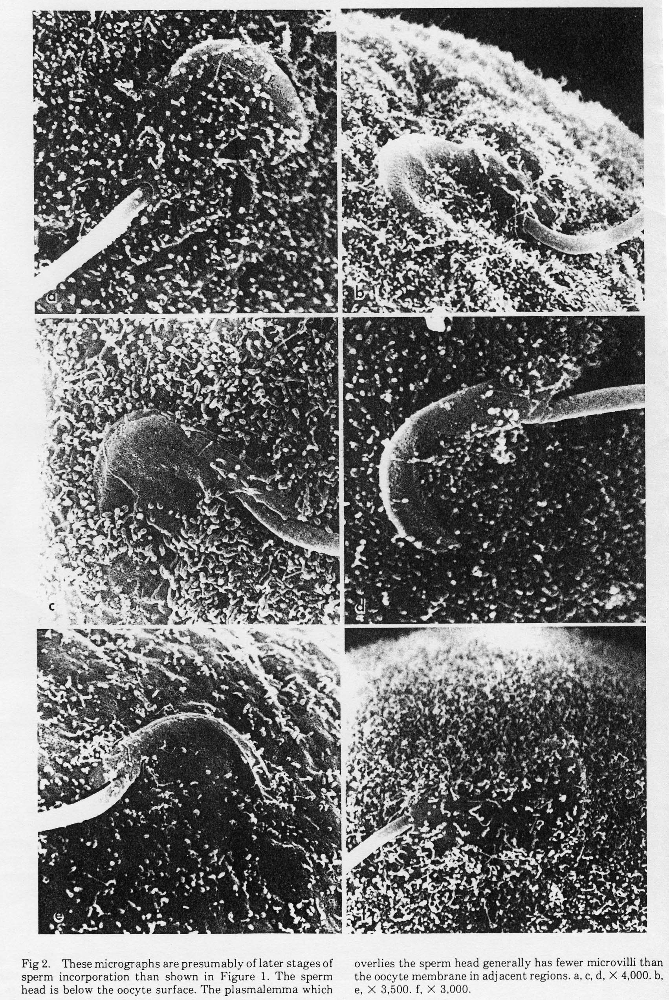 a
b
c
d
e
f
Fig 2. These micrographs are presumably of later stages of
sperm incorporation than shown in Figure 1. The sperm
head is below the oocyte surface. The plasmalemma which
overlies the sperm head generally has fewer microvilli than
the oocyte membrane in adjacent regions. a, c, d, × 4,000. b,
e, × 3,500. f, × 3,000.